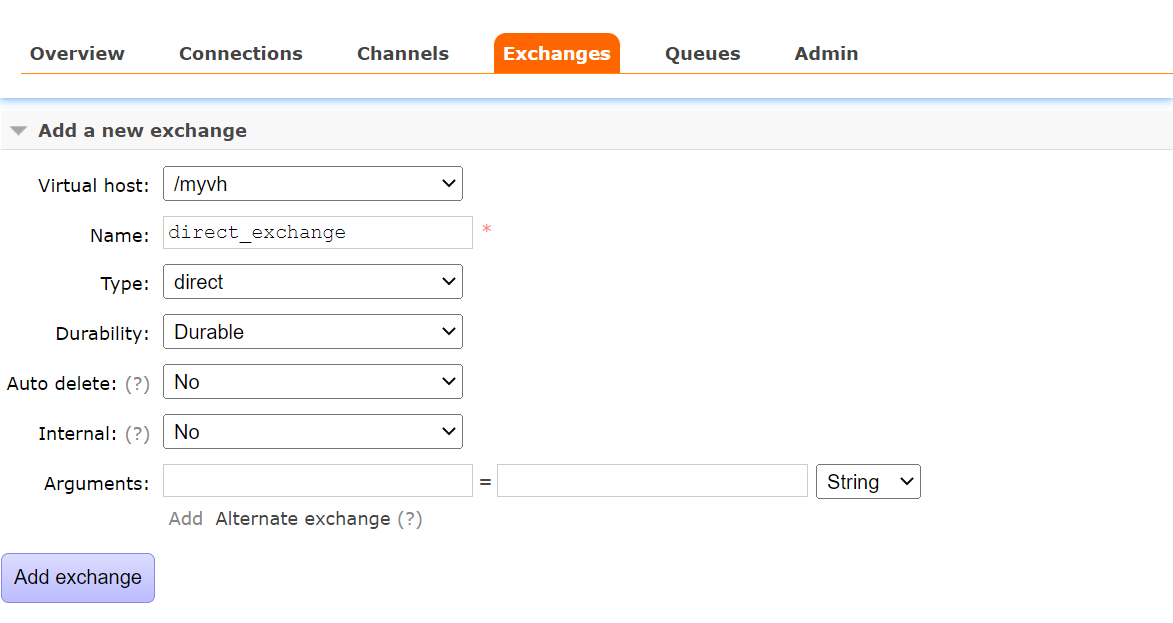 Overview Connections Channels Exchanges Queues Admin
Add a new exchange
Virtual host: /myvh
Name: direct_exchange *
Type: direct
Durability: Durable
Auto delete: (?) No
Internal: (?) No
Arguments: = String
Add Alternate exchange (?)
Add exchange